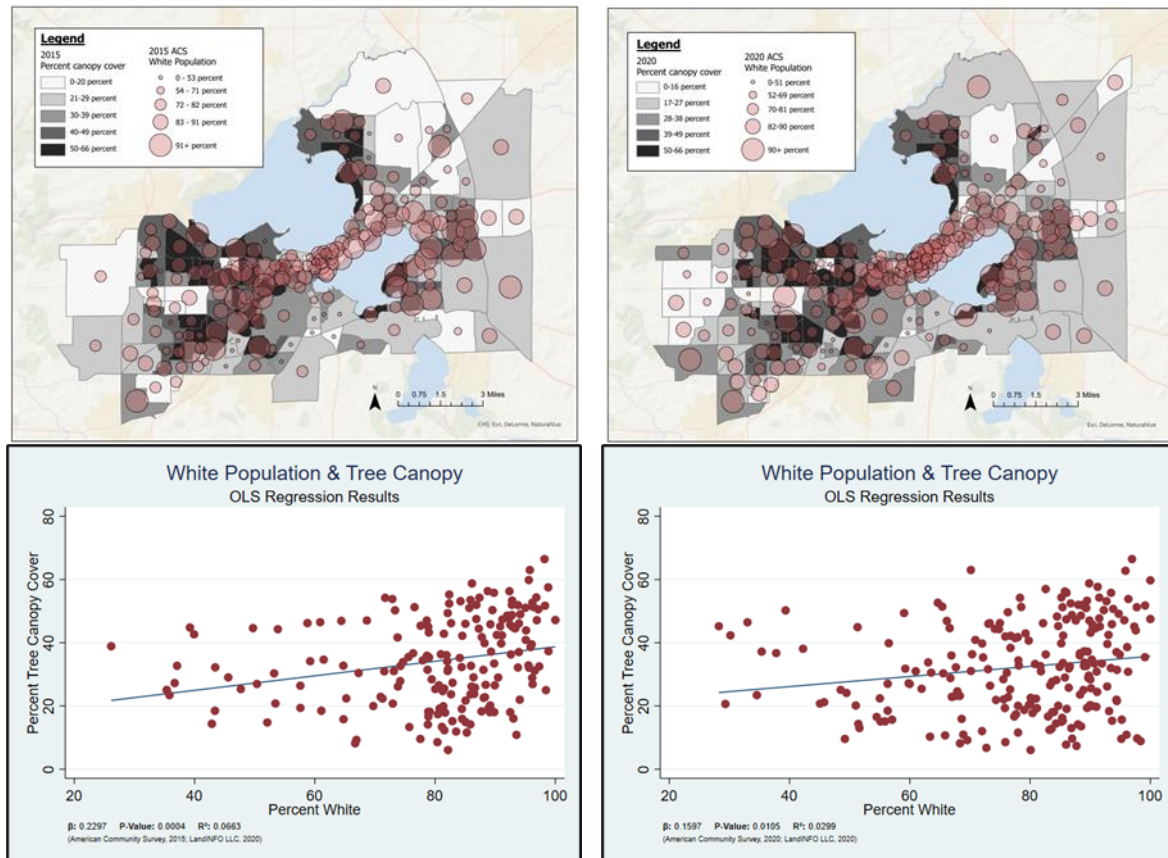 Legend
2015
Percent canopy cover
0-20 percent
21-29 percent
30-39 percent
40-49 percent
50-66 percent
2015 ACS
White Population
0 - 53 percent
54 - 71 percent
72 - 82 percent
83 - 91 percent
91+ percent
N
0 0.75 1.5 3 Miles
Esri, DeLorme, NaturalVue
Legend
2020
Percent canopy cover
0-16 percent
17-27 percent
28-38 percent
39-49 percent
50-66 percent
2020 ACS
White Population
0-51 percent
52-69 percent
70-81 percent
82-90 percent
90+ percent
N
0 0.75 1.5 3 Miles
Esri, DeLorme, NaturalVue
White Population & Tree Canopy
OLS Regression Results
Percent Tree Canopy Cover
80
60
40
20
0
20 40 60 80 100
Percent White
β: 0.2297 P-Value: 0.0004 R²: 0.0663
(American Community Survey, 2015; LandINFO LLC, 2020)
White Population & Tree Canopy
OLS Regression Results
Percent Tree Canopy Cover
80
60
40
20
0
20 40 60 80 100
Percent White
β: 0.1597 P-Value: 0.0105 R²: 0.0299
(American Community Survey, 2020; LandINFO LLC, 2020)